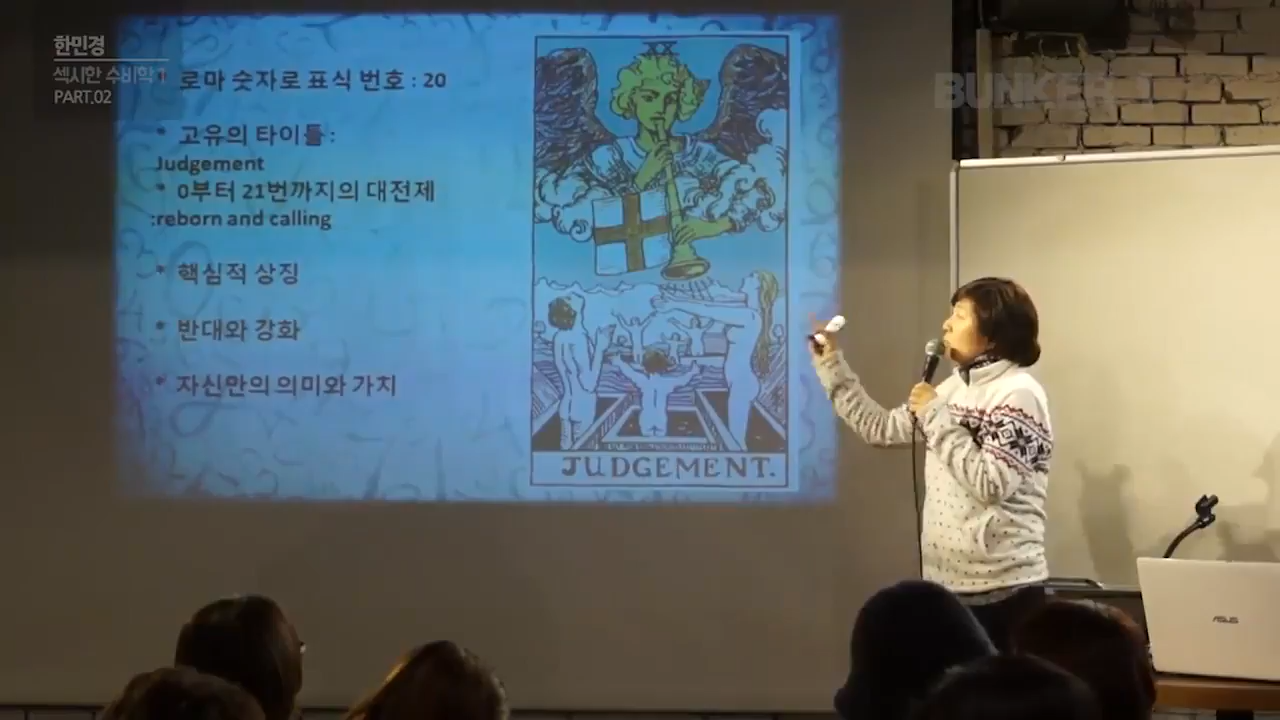 한민경
섹시한 수비학 1
PART.02
BUNKER 1
* 로마 숫자로 표식 번호 : 20
* 고유의 타이틀 :
Judgement
* 0부터 21번까지의 대전제
:reborn and calling
* 핵심적 상징
* 반대와 강화
* 자신만의 의미와 가치
XX
JUDGEMENT.
ASUS